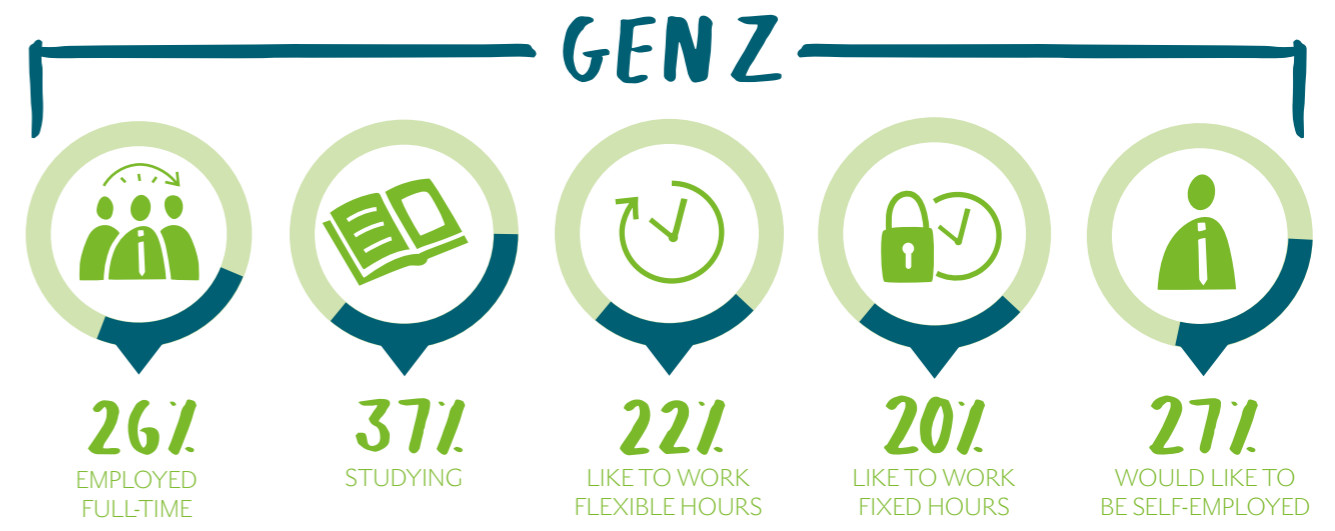 GEN Z
26%
EMPLOYED
FULL-TIME
37%
STUDYING
22%
LIKE TO WORK
FLEXIBLE HOURS
20%
LIKE TO WORK
FIXED HOURS
27%
WOULD LIKE TO
BE SELF-EMPLOYED